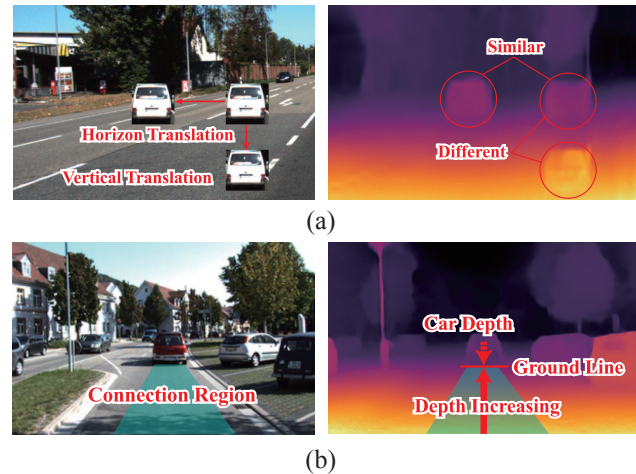 Similar
Horizon Translation
Different
Vertical Translation
(a)
Car Depth
Ground Line
Connection Region
Depth Increasing
(b)